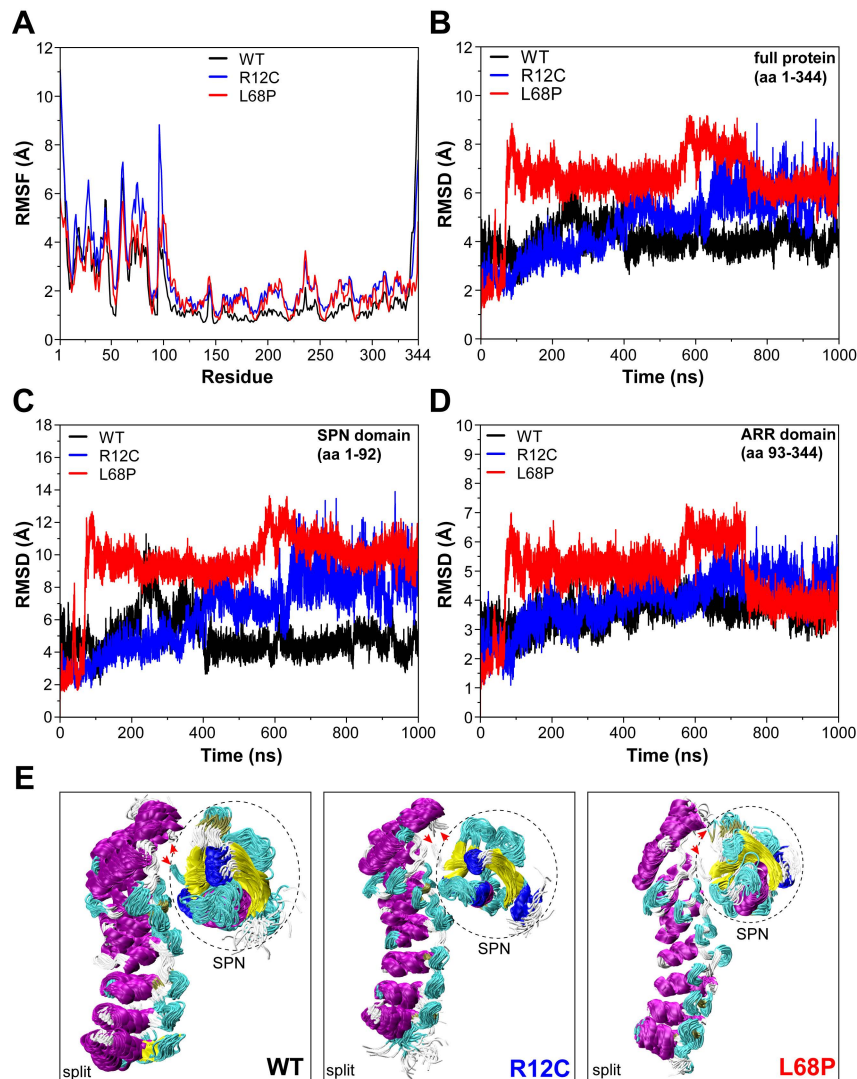 A
WT
R12C
L68P
RMSF (Å)
12
10
8
6
4
2
0
1 50 100 150 200 250 300 344
Residue
B
WT
R12C
L68P
full protein
(aa 1-344)
RMSD (Å)
12
10
8
6
4
2
0
0 200 400 600 800 1000
Time (ns)
C
WT
R12C
L68P
SPN domain
(aa 1-92)
RMSD (Å)
18
16
14
12
10
8
6
4
2
0
0 200 400 600 800 1000
Time (ns)
D
WT
R12C
L68P
ARR domain
(aa 93-344)
RMSD (Å)
10
9
8
7
6
5
4
3
2
1
0
0 200 400 600 800 1000
Time (ns)
E
SPN
split
WT
SPN
split
R12C
SPN
split
L68P